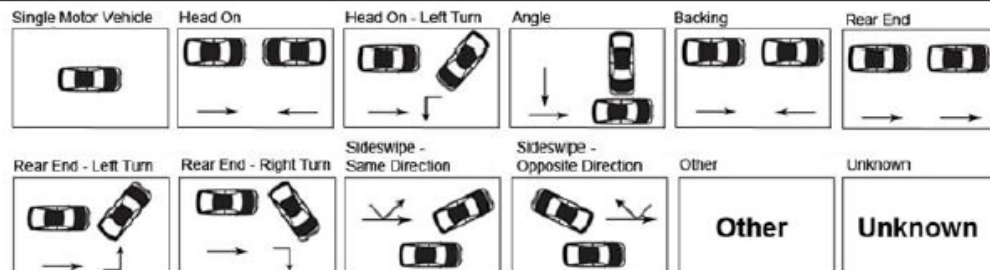 Single Motor Vehicle
Head On
Head On - Left Turn
Angle
Backing
Rear End
Rear End - Left Turn
Rear End - Right Turn
Sideswipe -
Same Direction
Sideswipe -
Opposite Direction
Other
Unknown
Other
Unknown